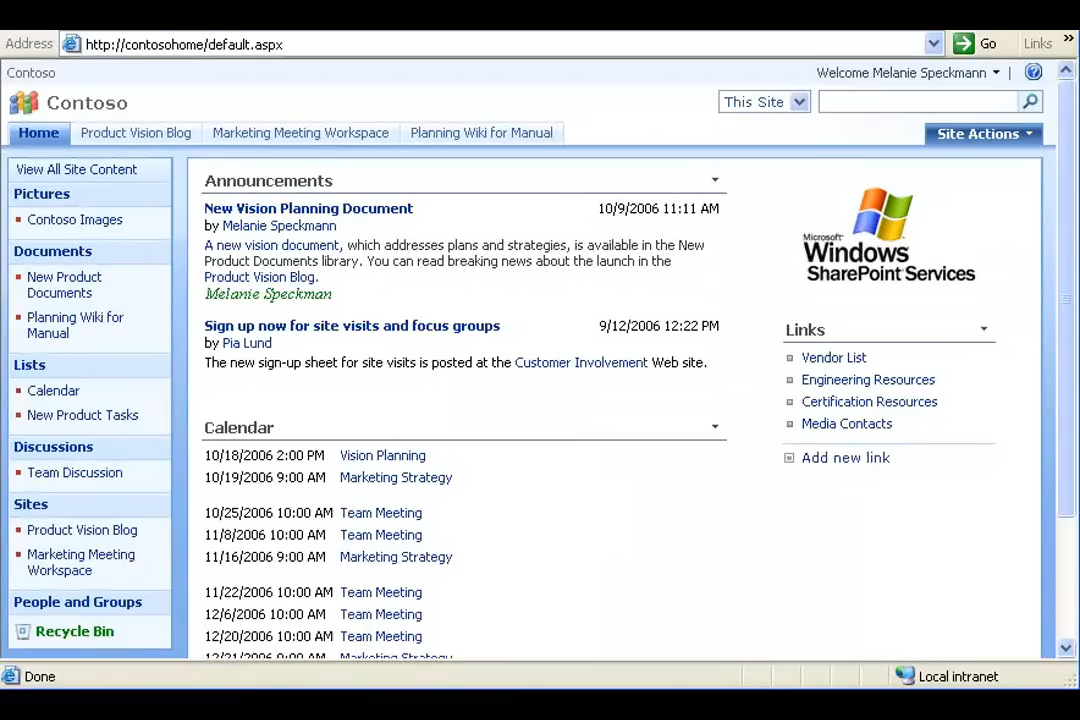 Address http://contosohome/default.aspx Go Links »
Contoso Welcome Melanie Speckmann
Contoso This Site
Home Product Vision Blog Marketing Meeting Workspace Planning Wiki for Manual Site Actions
View All Site Content
Pictures
Contoso Images
Documents
New Product
Documents
Planning Wiki for
Manual
Lists
Calendar
New Product Tasks
Discussions
Team Discussion
Sites
Product Vision Blog
Marketing Meeting
Workspace
People and Groups
Recycle Bin
Announcements
New Vision Planning Document 10/9/2006 11:11 AM
by Melanie Speckmann
A new vision document, which addresses plans and strategies, is available in the New
Product Documents library. You can read breaking news about the launch in the
Product Vision Blog.
Melanie Speckman
Sign up now for site visits and focus groups 9/12/2006 12:22 PM
by Pia Lund
The new sign-up sheet for site visits is posted at the Customer Involvement Web site.
Calendar
10/18/2006 2:00 PM Vision Planning
10/19/2006 9:00 AM Marketing Strategy
10/25/2006 10:00 AM Team Meeting
11/8/2006 10:00 AM Team Meeting
11/16/2006 9:00 AM Marketing Strategy
11/22/2006 10:00 AM Team Meeting
12/6/2006 10:00 AM Team Meeting
12/20/2006 10:00 AM Team Meeting
12/21/2006 9:00 AM Marketing Strategy
Microsoft
Windows
SharePoint Services
Links
Vendor List
Engineering Resources
Certification Resources
Media Contacts
Add new link
Done Local intranet